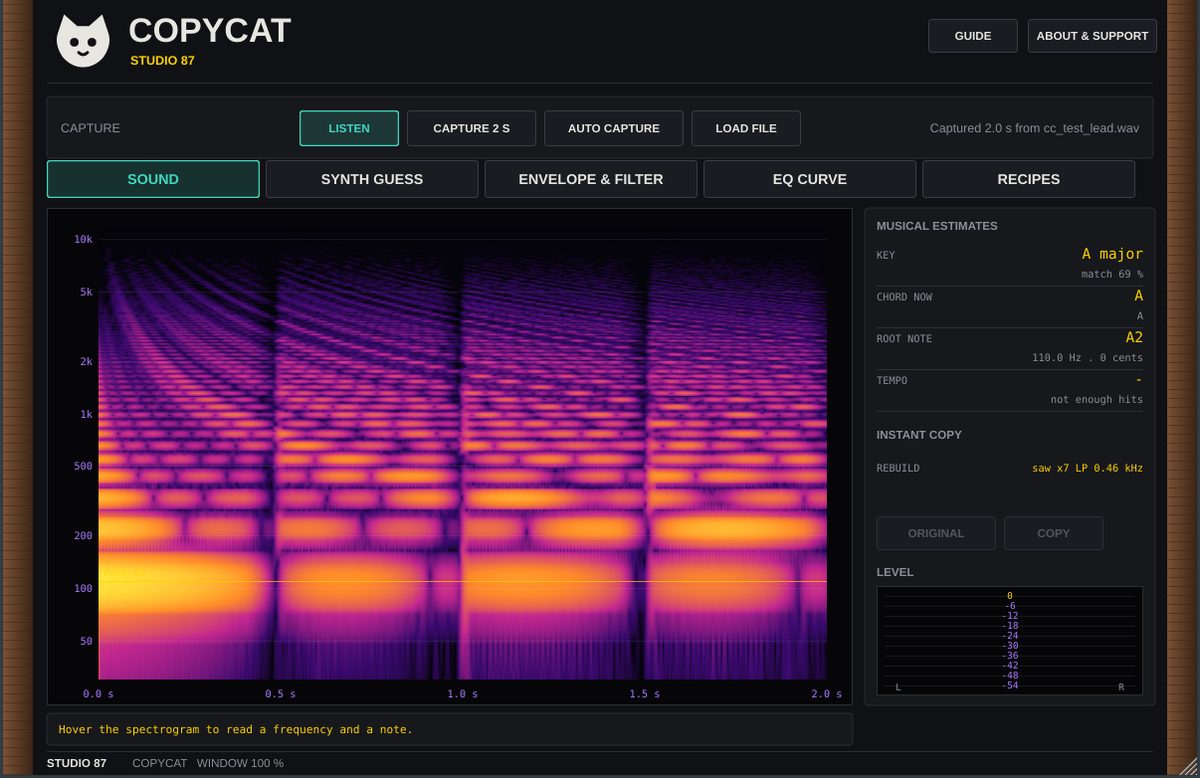 COPYCAT
STUDIO 87
GUIDE
ABOUT & SUPPORT
CAPTURE
LISTEN
CAPTURE 2 S
AUTO CAPTURE
LOAD FILE
Captured 2.0 s from cc_test_lead.wav
SOUND
SYNTH GUESS
ENVELOPE & FILTER
EQ CURVE
RECIPES
10k
5k
2k
1k
500
200
100
50
0.0 s
0.5 s
1.0 s
1.5 s
2.0 s
MUSICAL ESTIMATES
KEY
A major
match 69 %
CHORD NOW
A
A
ROOT NOTE
A2
110.0 Hz . 0 cents
TEMPO
-
not enough hits
INSTANT COPY
REBUILD
saw x7 LP 0.46 kHz
ORIGINAL
COPY
LEVEL
0
-6
-12
-18
-24
-30
-36
-42
-48
-54
L
R
Hover the spectrogram to read a frequency and a note.
STUDIO 87
COPYCAT
WINDOW 100 %